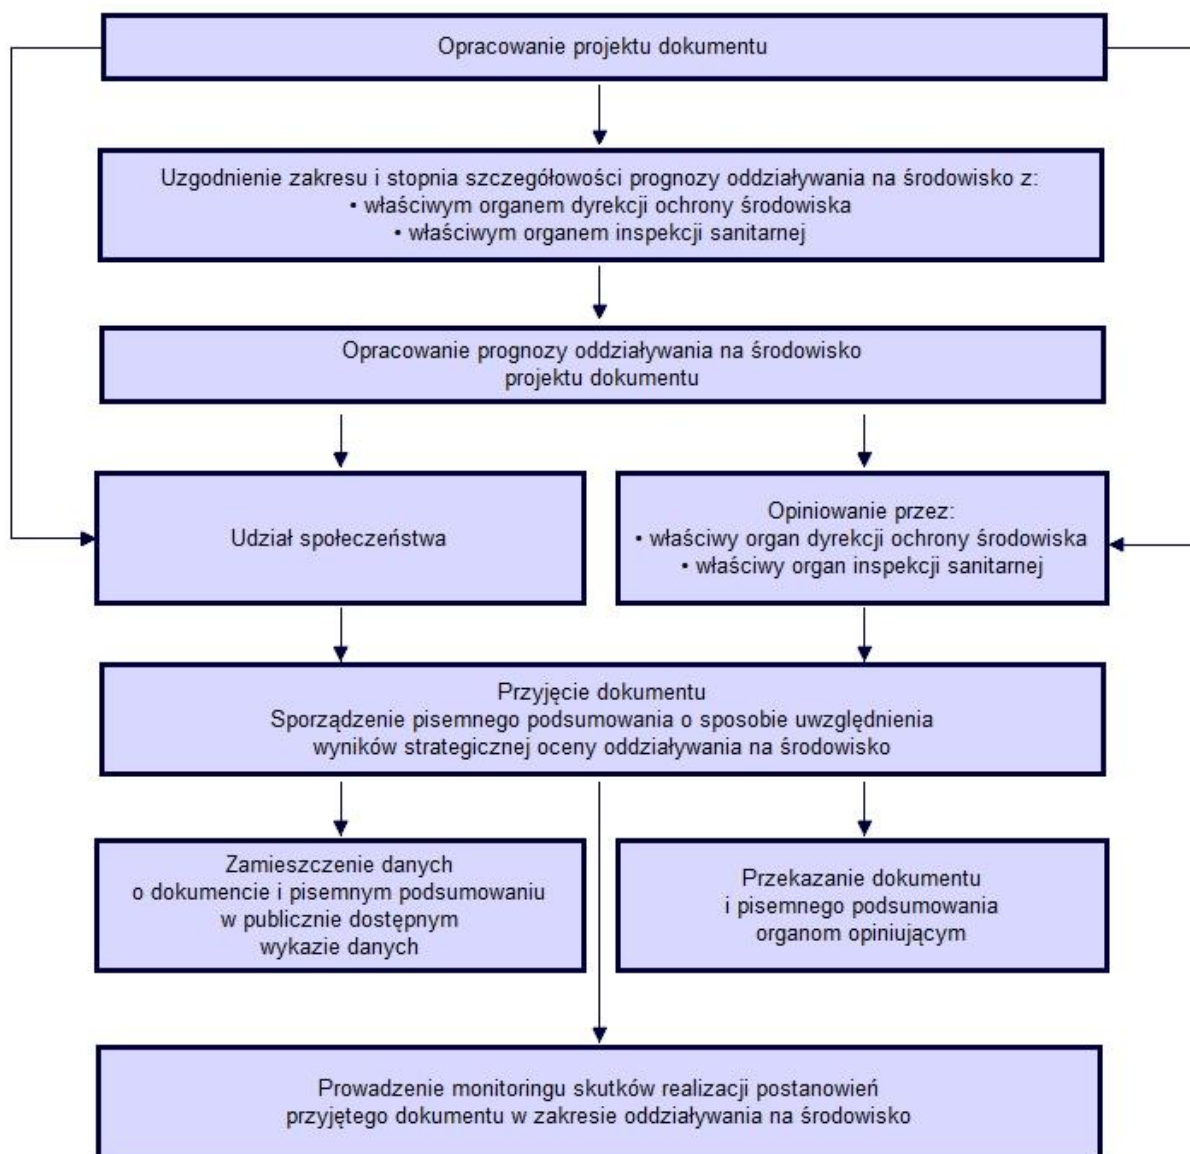 Opracowanie projektu dokumentu
Uzgodnienie zakresu i stopnia szczegółowości prognozy oddziaływania na środowisko z:
• właściwym organem dyrekcji ochrony środowiska
• właściwym organem inspekcji sanitarnej
Opracowanie prognozy oddziaływania na środowisko
projektu dokumentu
Udział społeczeństwa
Opiniowanie przez:
• właściwy organ dyrekcji ochrony środowiska
• właściwy organ inspekcji sanitarnej
Przyjęcie dokumentu
Sporządzenie pisemnego podsumowania o sposobie uwzględnienia
wyników strategicznej oceny oddziaływania na środowisko
Zamieszczenie danych
o dokumencie i pisemnym podsumowaniu
w publicznie dostępnym
wykazie danych
Przekazanie dokumentu
i pisemnego podsumowania
organom opiniującym
Prowadzenie monitoringu skutków realizacji postanowień
przyjętego dokumentu w zakresie oddziaływania na środowisko